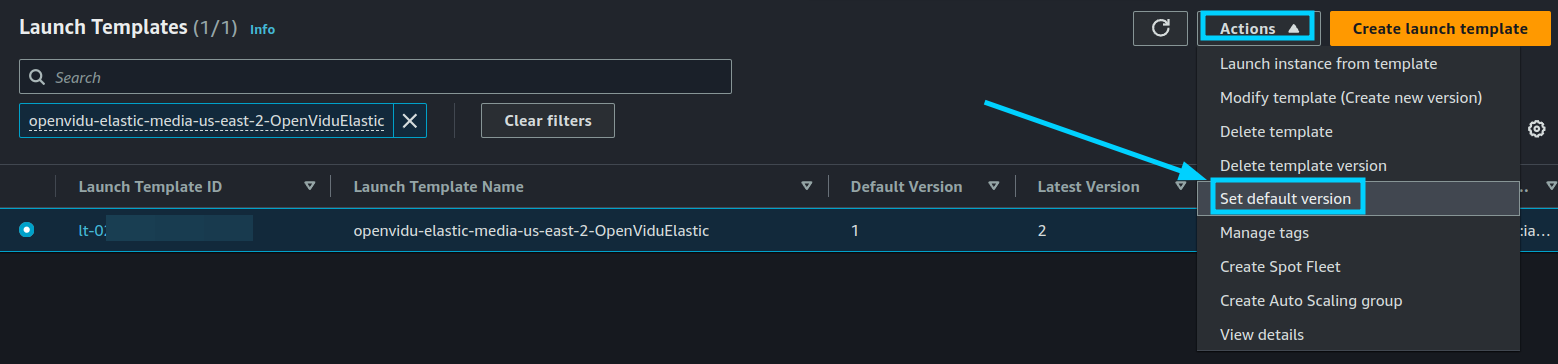 Launch Templates (1/1) Info
Actions
Create launch template
Search
openvidu-elastic-media-us-east-2-OpenViduElastic
Clear filters
Launch instance from template
Modify template (Create new version)
Delete template
Delete template version
Set default version
Manage tags
Create Spot Fleet
Create Auto Scaling group
View details
Launch Template ID Launch Template Name Default Version Latest Version ..
lt-02 openvidu-elastic-media-us-east-2-OpenViduElastic 1 2 cia...